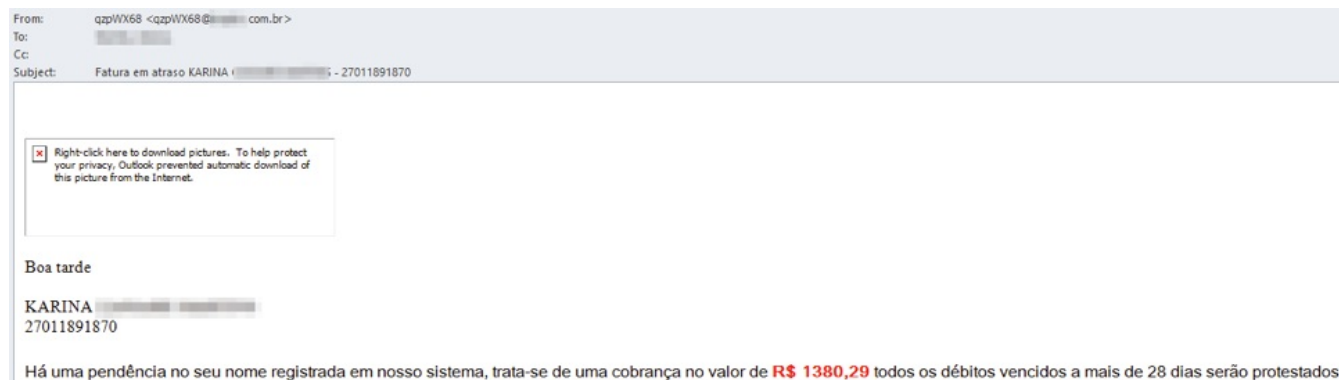 From: qzpWX68 <qzpWX68@ com.br>
To:
Cc:
Subject: Fatura em atraso KARINA - 27011891870
Right-click here to download pictures. To help protect
your privacy, Outlook prevented automatic download of
this picture from the Internet.
Boa tarde
KARINA
27011891870
Há uma pendência no seu nome registrada em nosso sistema, trata-se de uma cobrança no valor de R$ 1380,29 todos os débitos vencidos a mais de 28 dias serão protestados